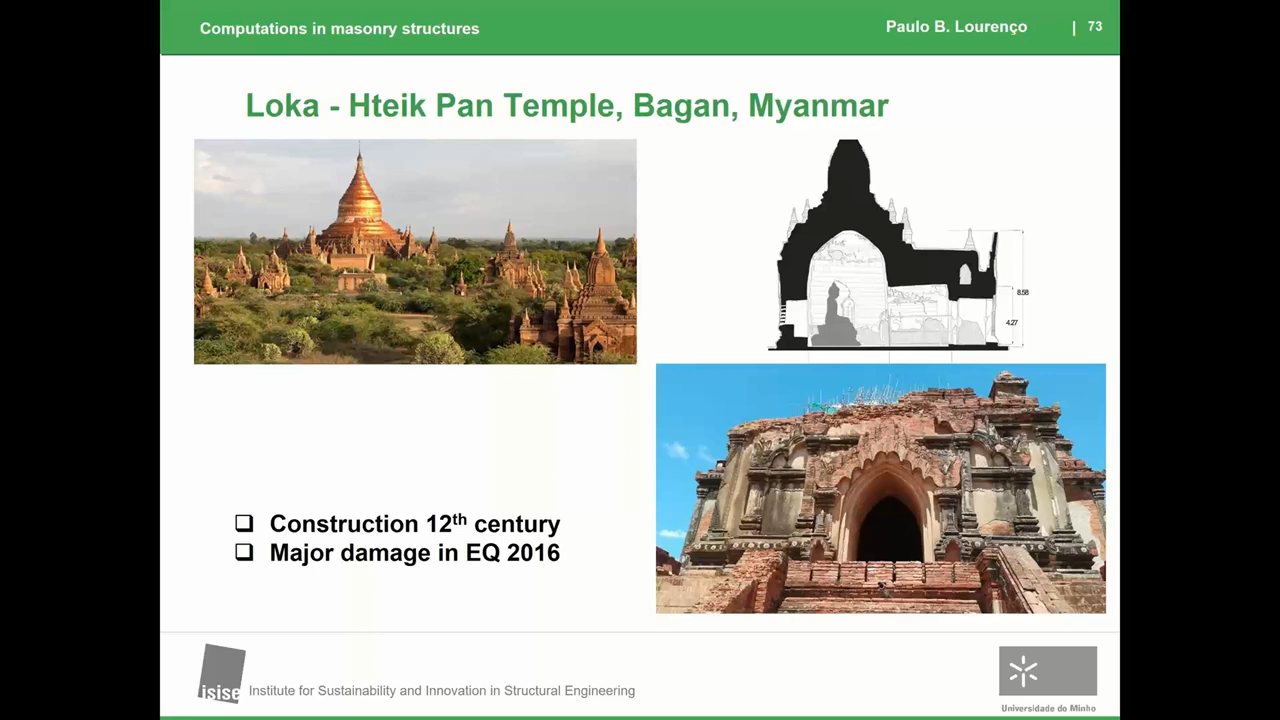 Computations in masonry structures
Paulo B. Lourenço | 73
Loka - Hteik Pan Temple, Bagan, Myanmar
8.58
4.27
Construction 12th century
Major damage in EQ 2016
isise Institute for Sustainability and Innovation in Structural Engineering
Universidade do Minho